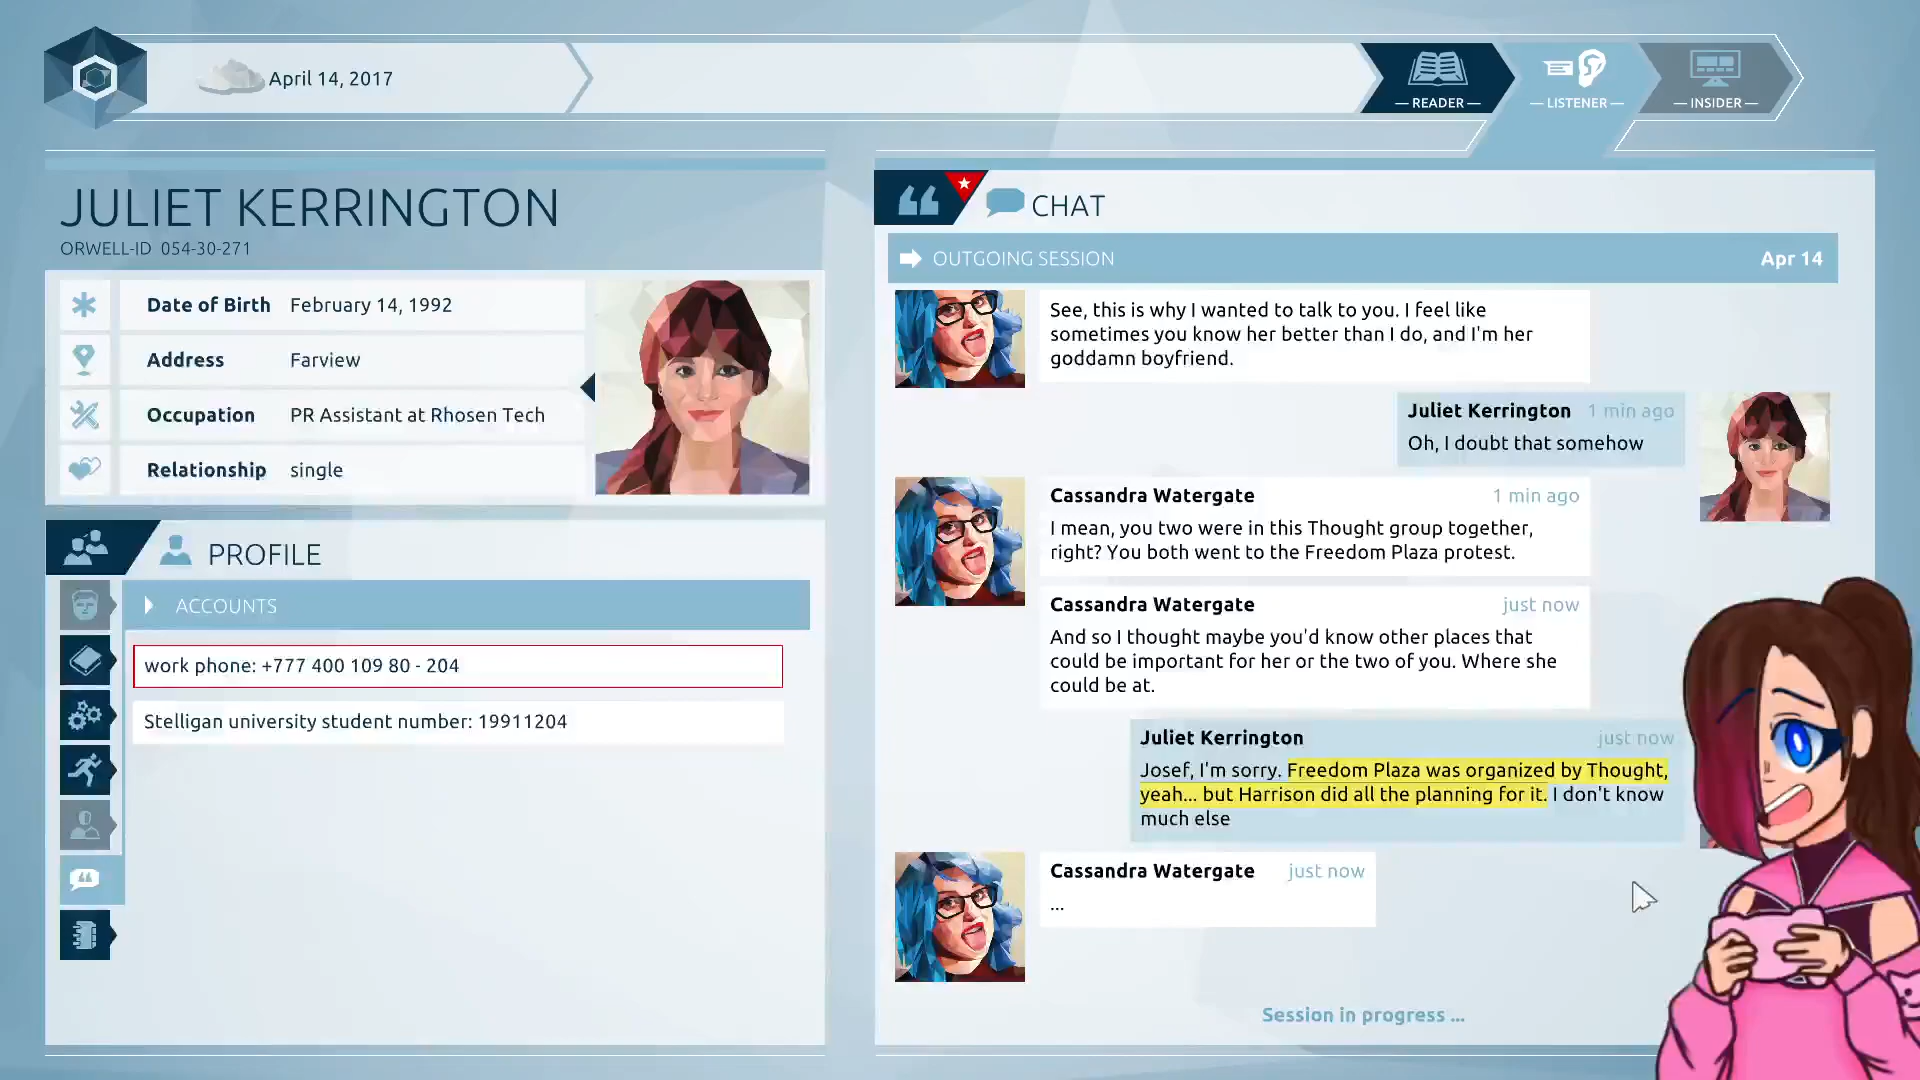 April 14, 2017
— READER —
— LISTENER —
— INSIDER —
JULIET KERRINGTON
ORWELL-ID 054-30-271
Date of Birth February 14, 1992
Address Farview
Occupation PR Assistant at Rhosen Tech
Relationship single
PROFILE
ACCOUNTS
work phone: +777 400 109 80 - 204
Stelligan university student number: 19911204
CHAT
OUTGOING SESSION Apr 14
See, this is why I wanted to talk to you. I feel like
sometimes you know her better than I do, and I'm her
goddamn boyfriend.
Juliet Kerrington 1 min ago
Oh, I doubt that somehow
Cassandra Watergate 1 min ago
I mean, you two were in this Thought group together,
right? You both went to the Freedom Plaza protest.
Cassandra Watergate just now
And so I thought maybe you'd know other places that
could be important for her or the two of you. Where she
could be at.
Juliet Kerrington just now
Josef, I'm sorry. Freedom Plaza was organized by Thought,
yeah... but Harrison did all the planning for it. I don't know
much else
Cassandra Watergate just now
...
Session in progress ...